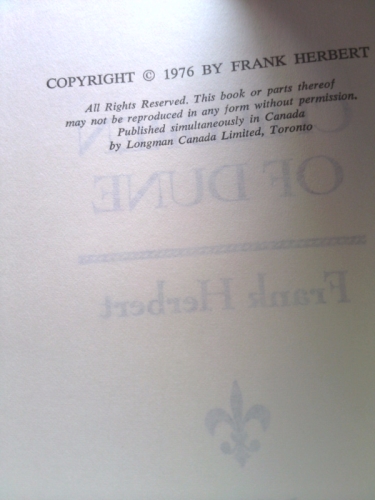 COPYRIGHT © 1976 BY FRANK HERBERT
All Rights Reserved. This book or parts thereof
may not be reproduced in any form without permission.
Published simultaneously in Canada
by Longman Canada Limited, Toronto
OF DUNE
Frank Herbert